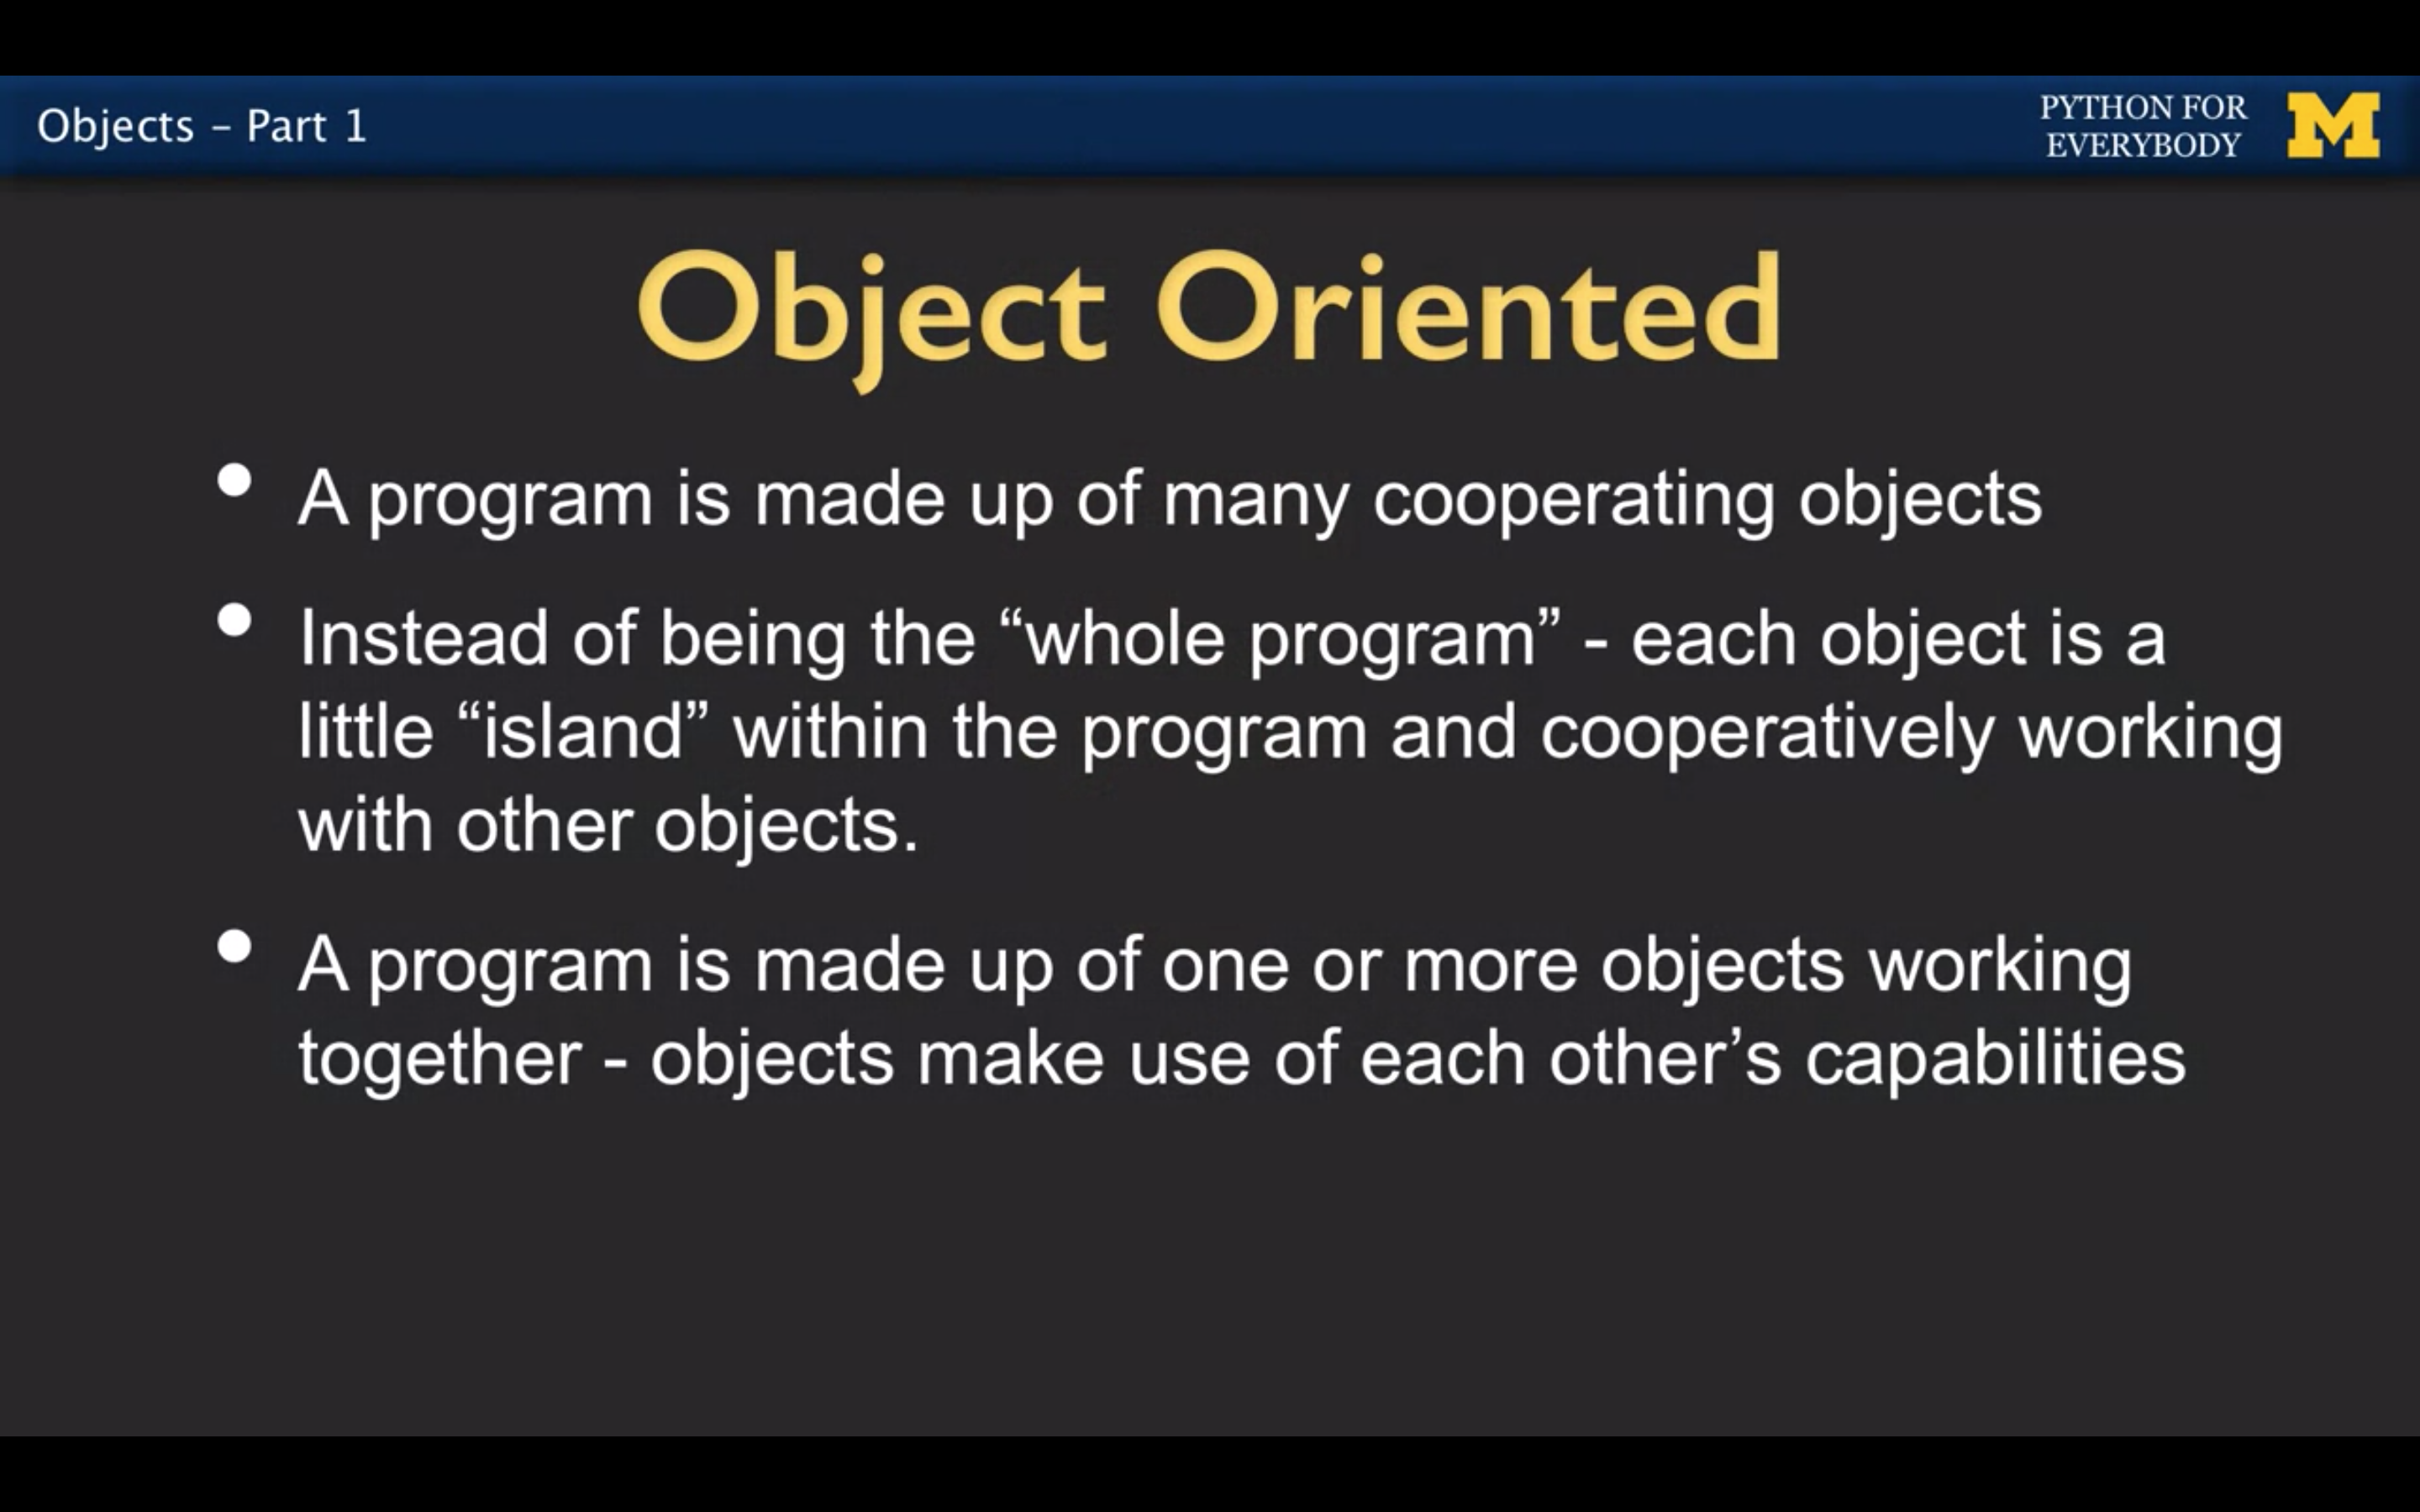 Objects – Part 1
PYTHON FOR
EVERYBODY
M
Object Oriented
• A program is made up of many cooperating objects
• Instead of being the “whole program” - each object is a
little “island” within the program and cooperatively working
with other objects.
• A program is made up of one or more objects working
together - objects make use of each other’s capabilities